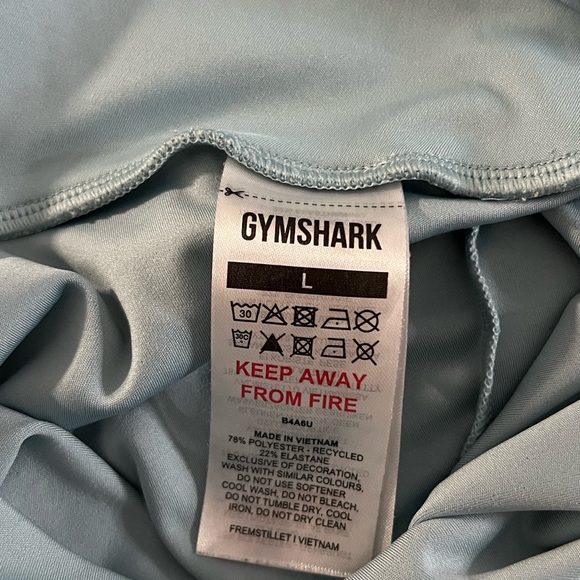 GYMSHARK
L
30
30C
KEEP AWAY
FROM FIRE
B4A6U
MADE IN VIETNAM
78% POLYESTER - RECYCLED
22% ELASTANE
EXCLUSIVE OF DECORATION,
WASH WITH SIMILAR COLOURS,
DO NOT USE SOFTENER
COOL WASH, DO NOT BLEACH,
DO NOT TUMBLE DRY, COOL
IRON, DO NOT DRY CLEAN
FREMSTILLET I VIETNAM